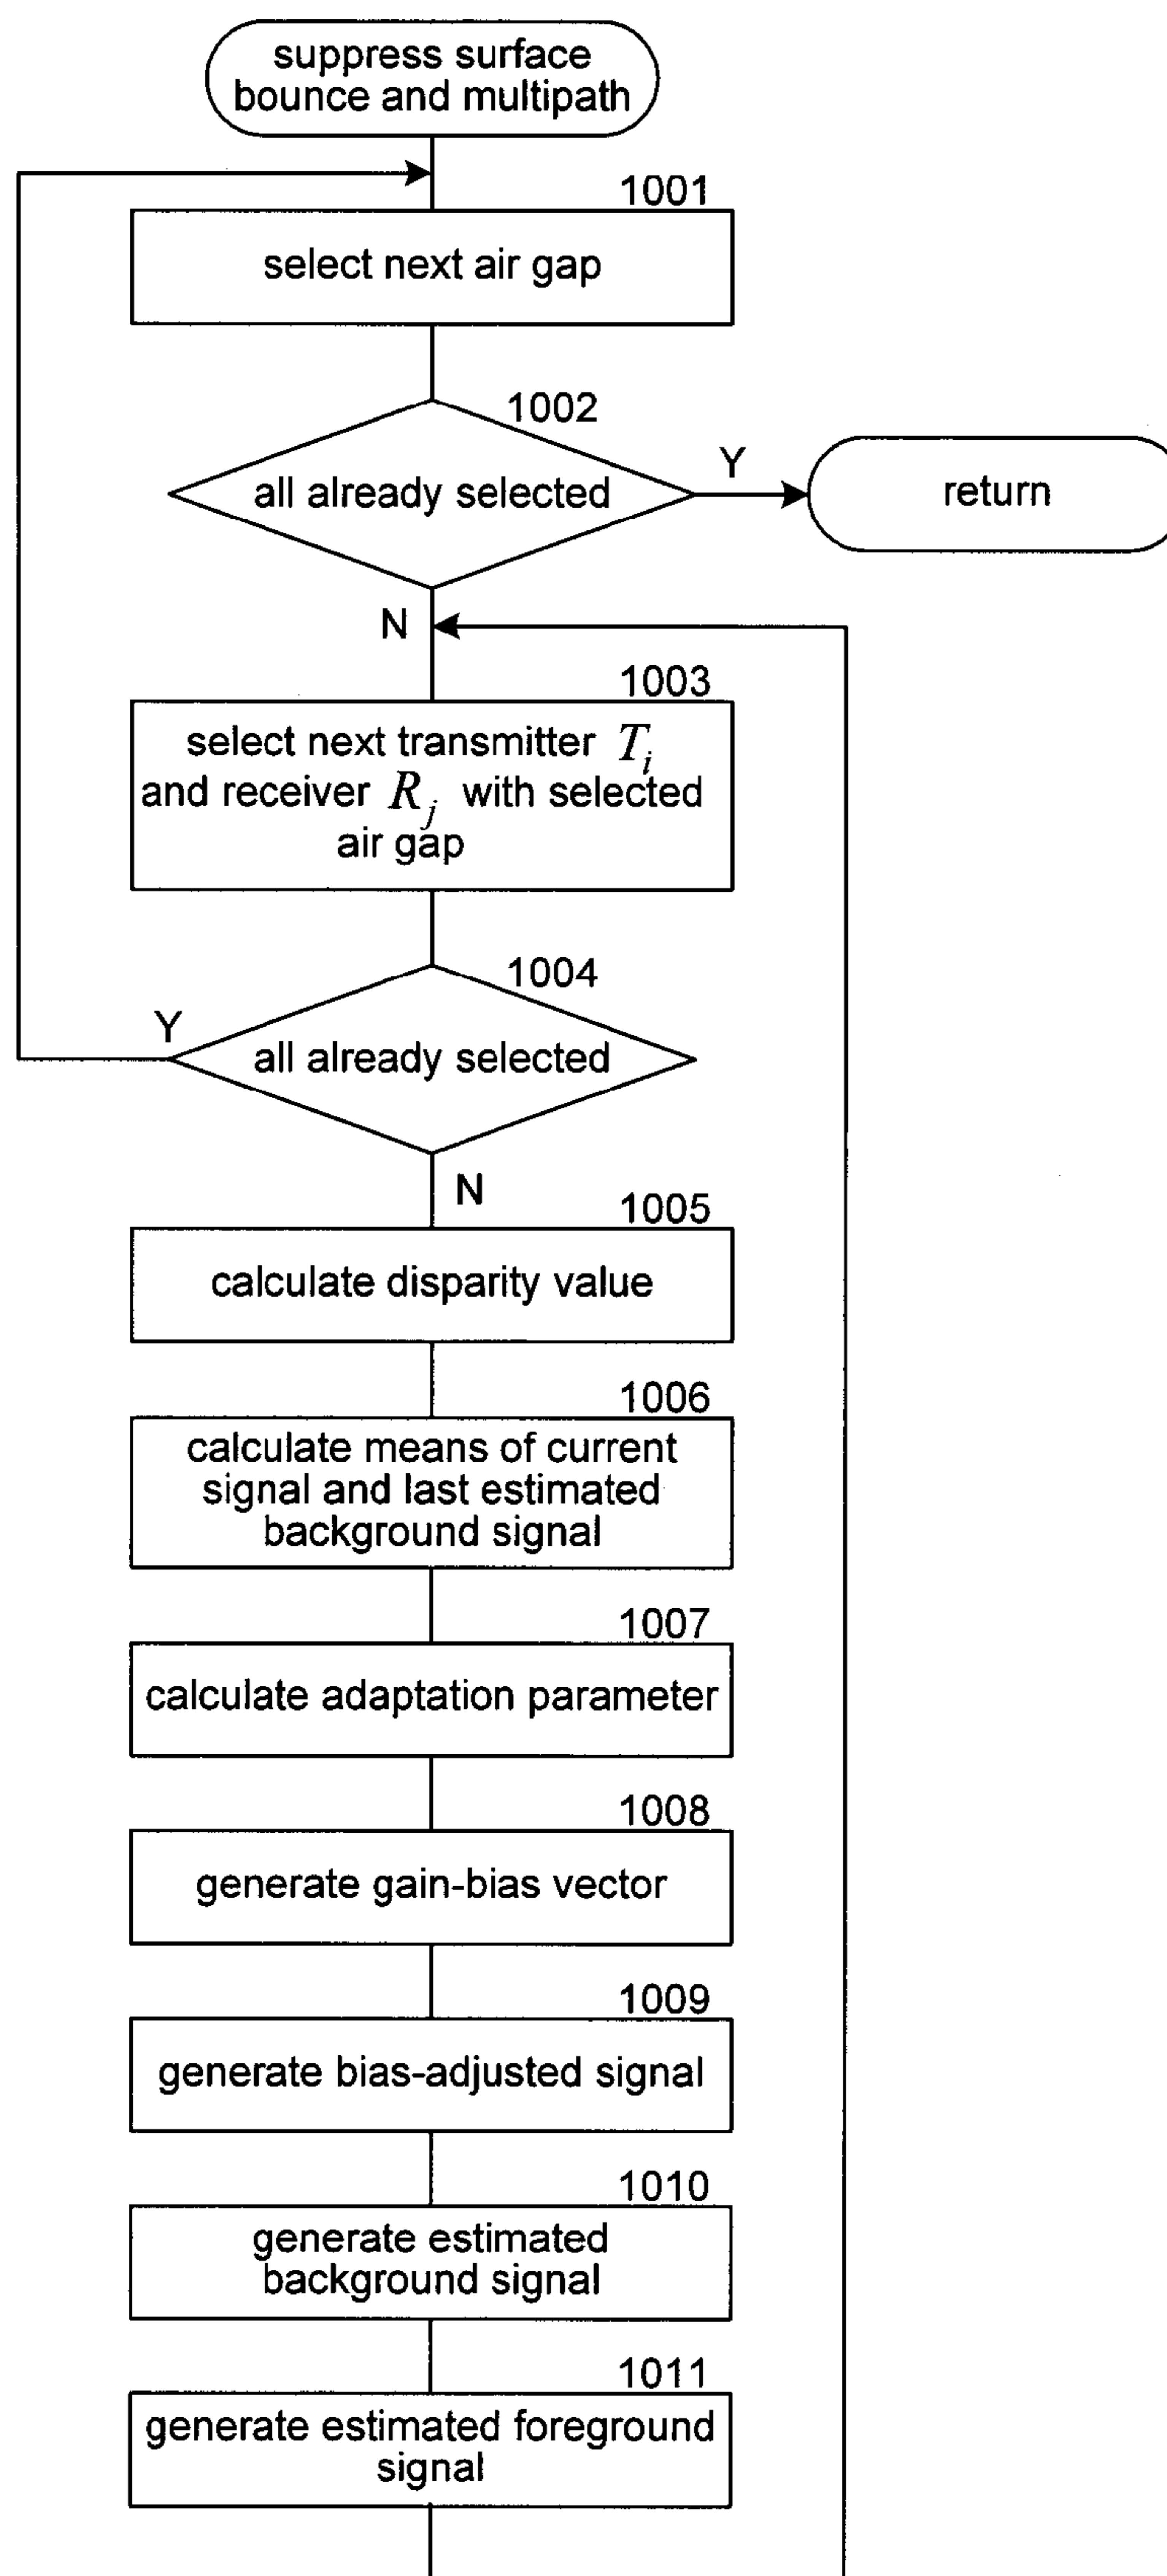 suppress surface
bounce and multipath
1001
select next air gap
1002
all already selected
Y
return
N
1003
select next transmitter T_i
and receiver R_j with selected
air gap
1004
Y
all already selected
N
1005
calculate disparity value
1006
calculate means of current
signal and last estimated
background signal
1007
calculate adaptation parameter
1008
generate gain-bias vector
1009
generate bias-adjusted signal
1010
generate estimated
background signal
1011
generate estimated foreground
signal